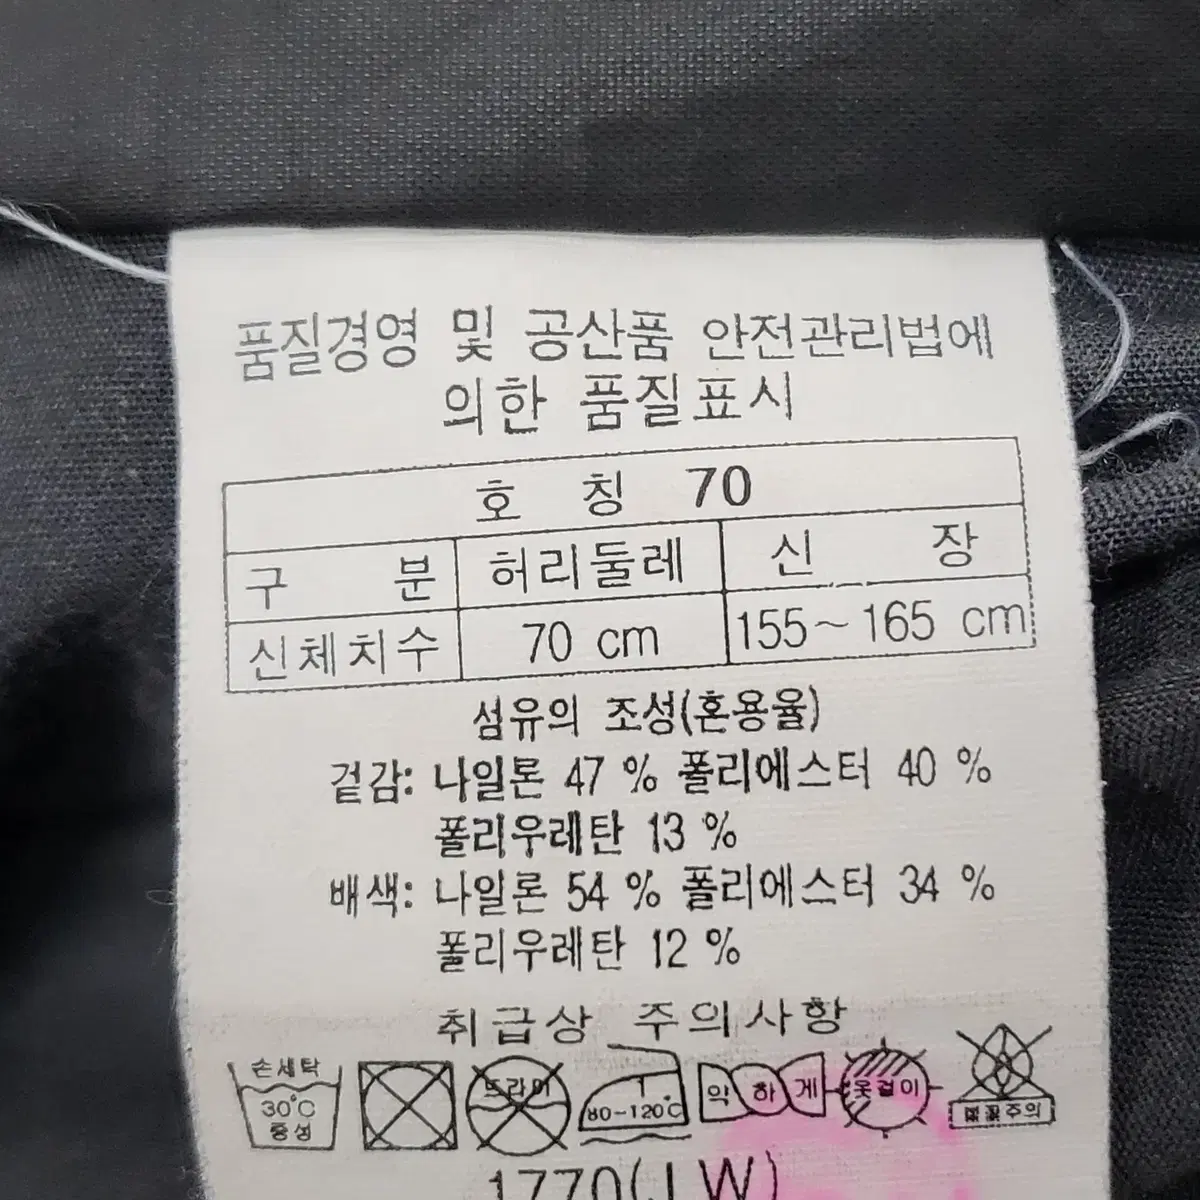 품질경영 및 공산품 안전관리법에
의한 품질표시
호 칭 70
구 분 허리둘레 신 장
신체치수 70 cm 155~165 cm
섬유의 조성(혼용율)
겉감: 나일론 47 % 폴리에스터 40 %
폴리우레탄 13 %
배색: 나일론 54 % 폴리에스터 34 %
폴리우레탄 12 %
취급상 주의사항
손세탁 30°C 중성 드라이 80-120°C 약하게 옷걸이 불꽃주의
1770(J W)